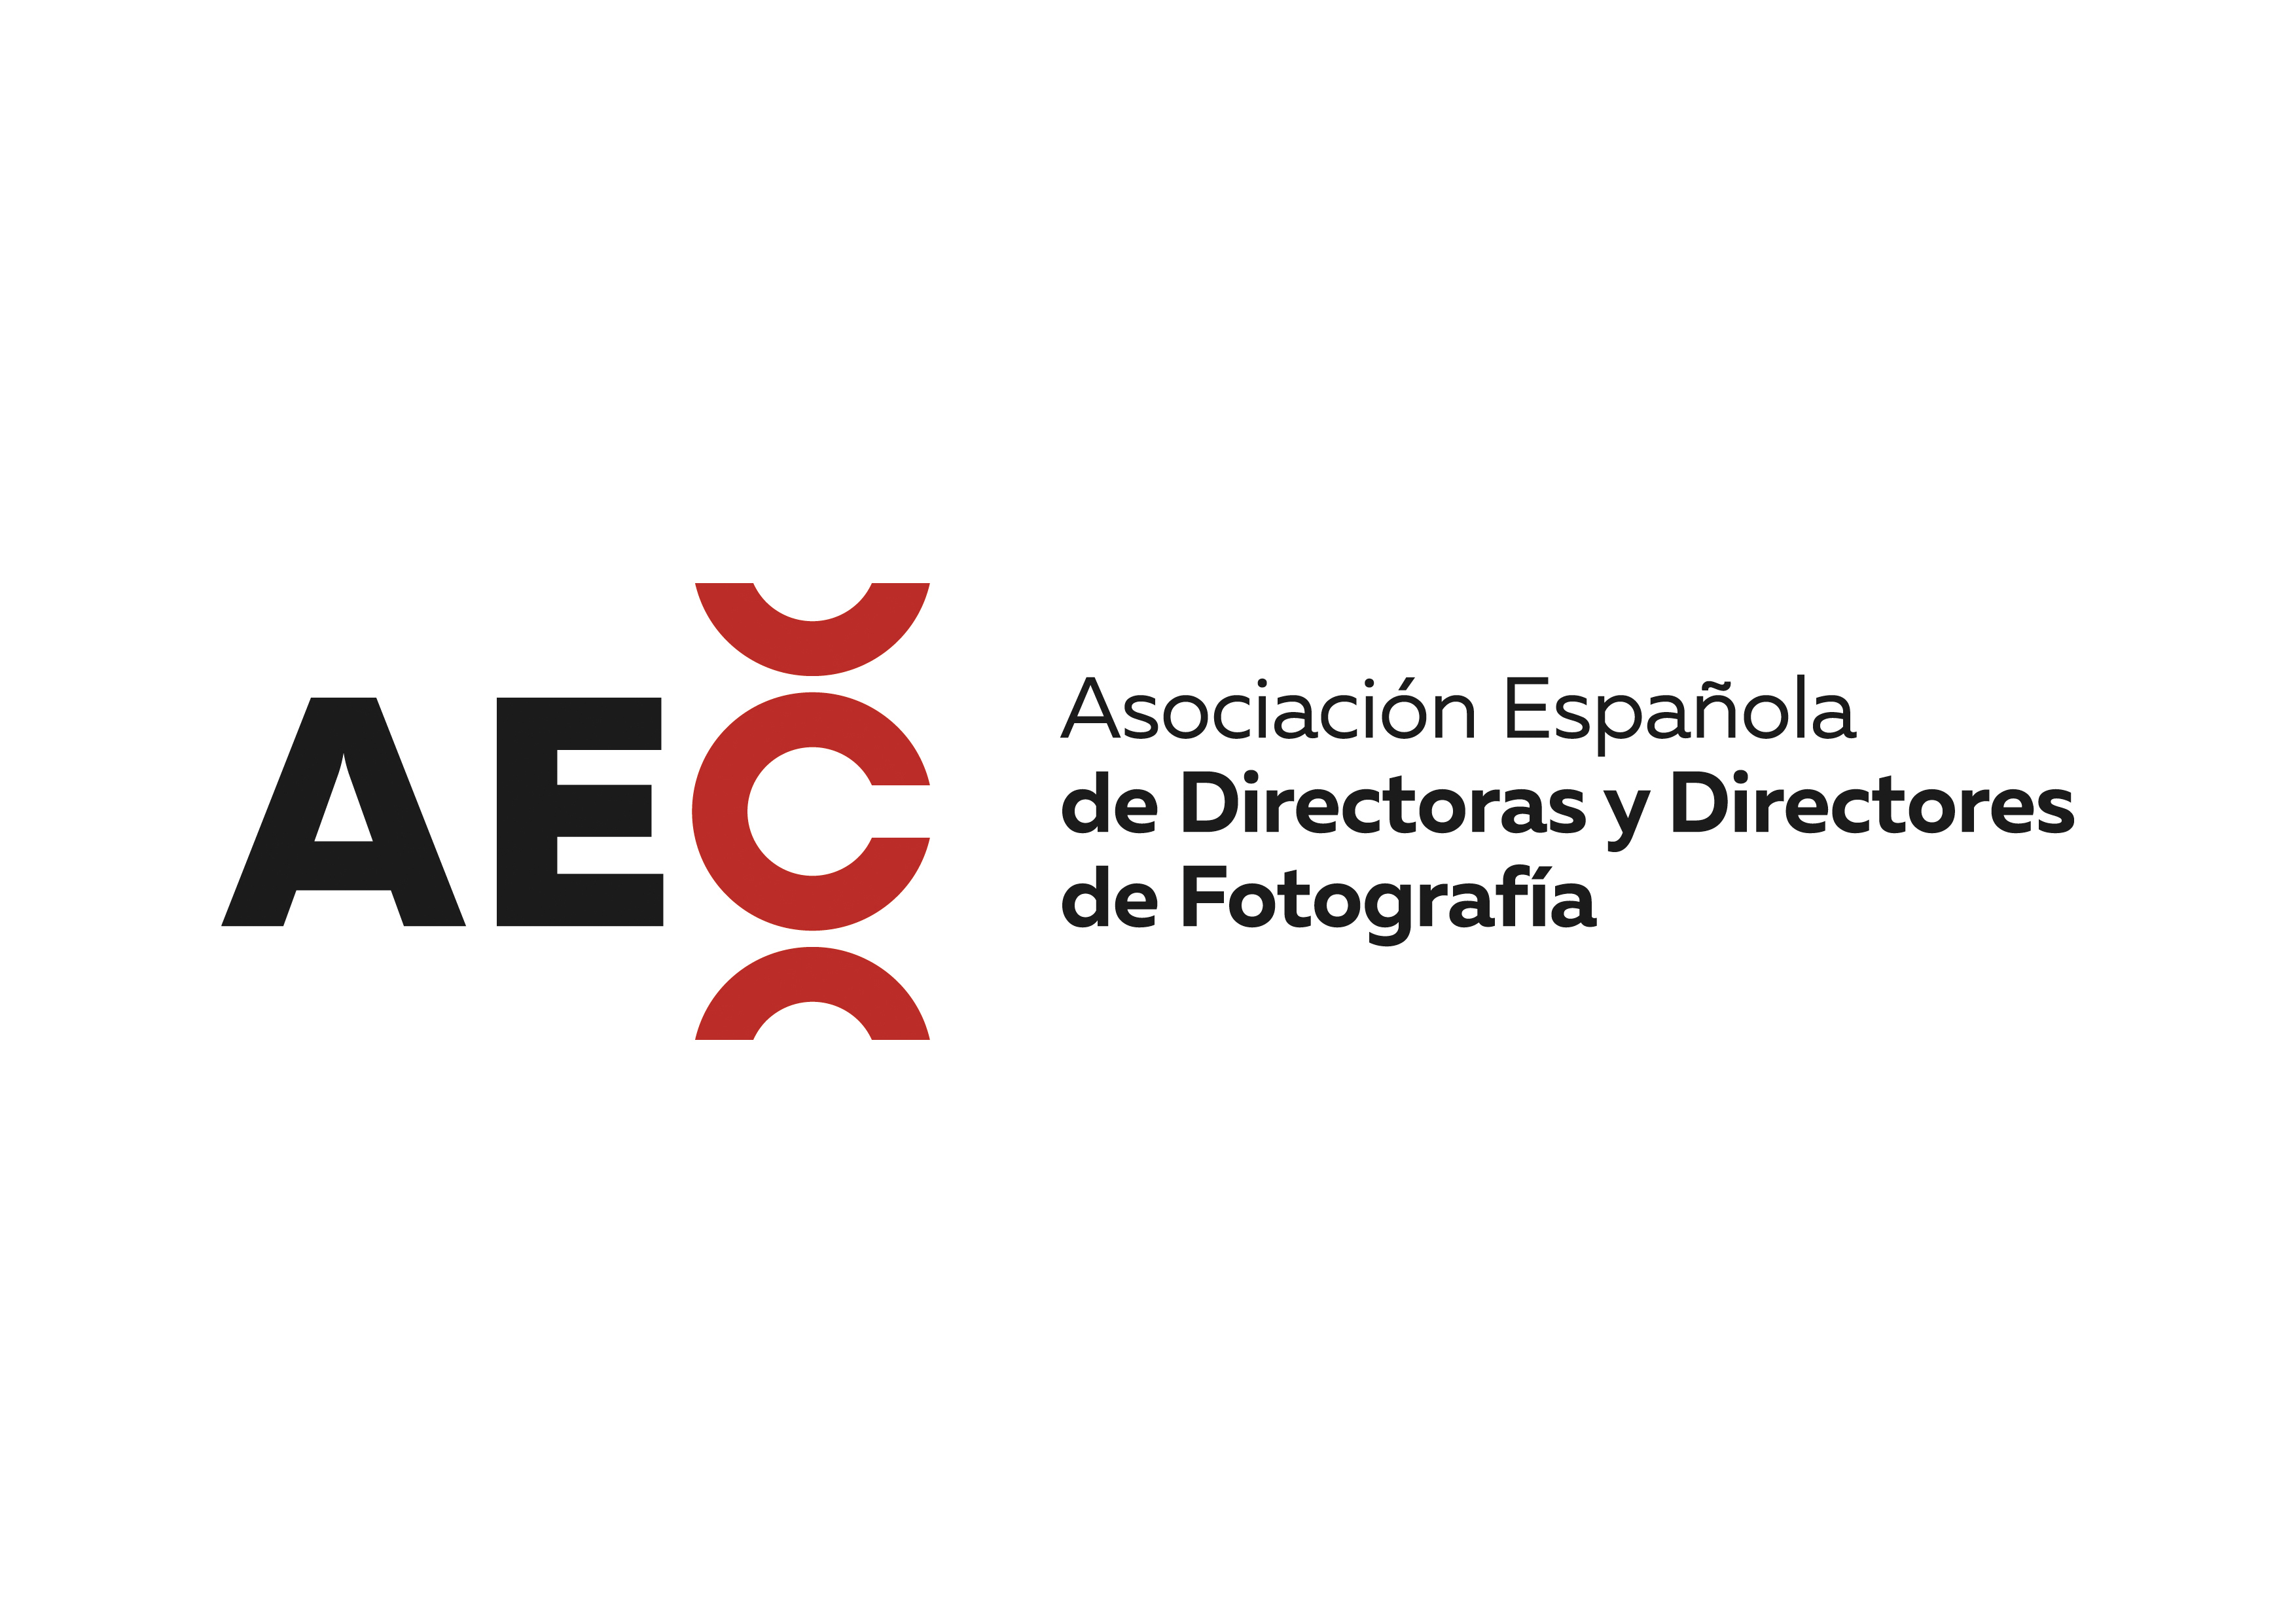 AEC
Asociación Española
de Directoras y Directores
de Fotografía